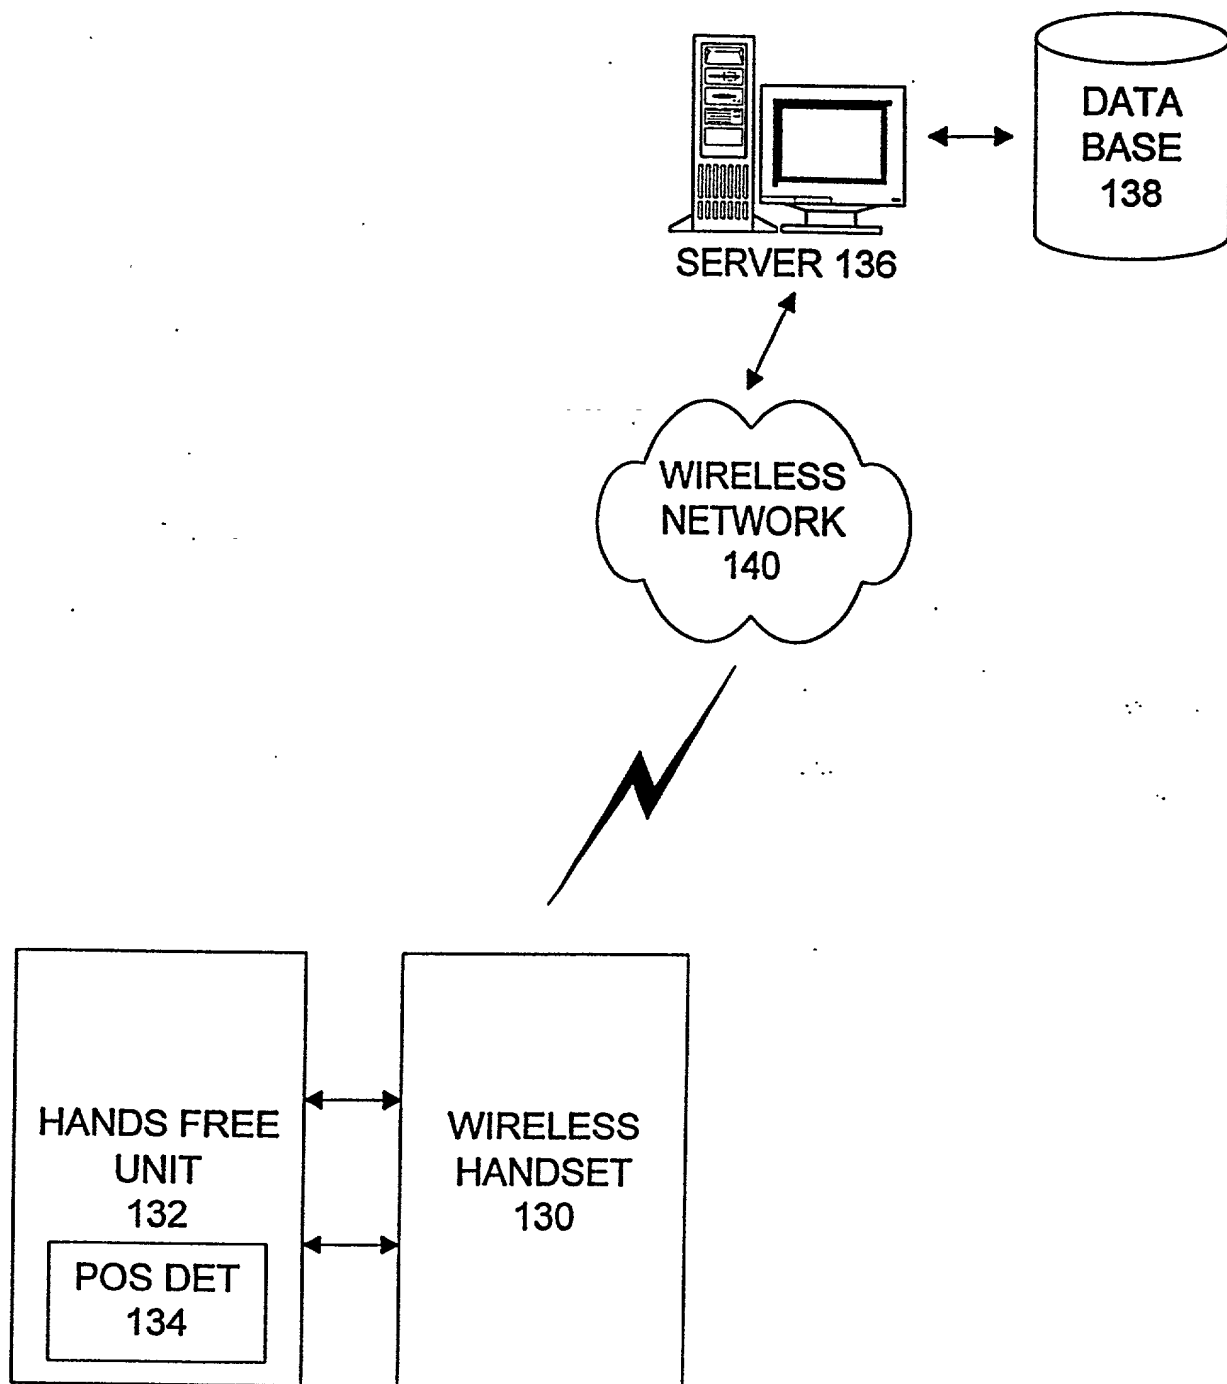 DATA
BASE
138
SERVER 136
WIRELESS
NETWORK
140
HANDS FREE
UNIT
132
POS DET
134
WIRELESS
HANDSET
130